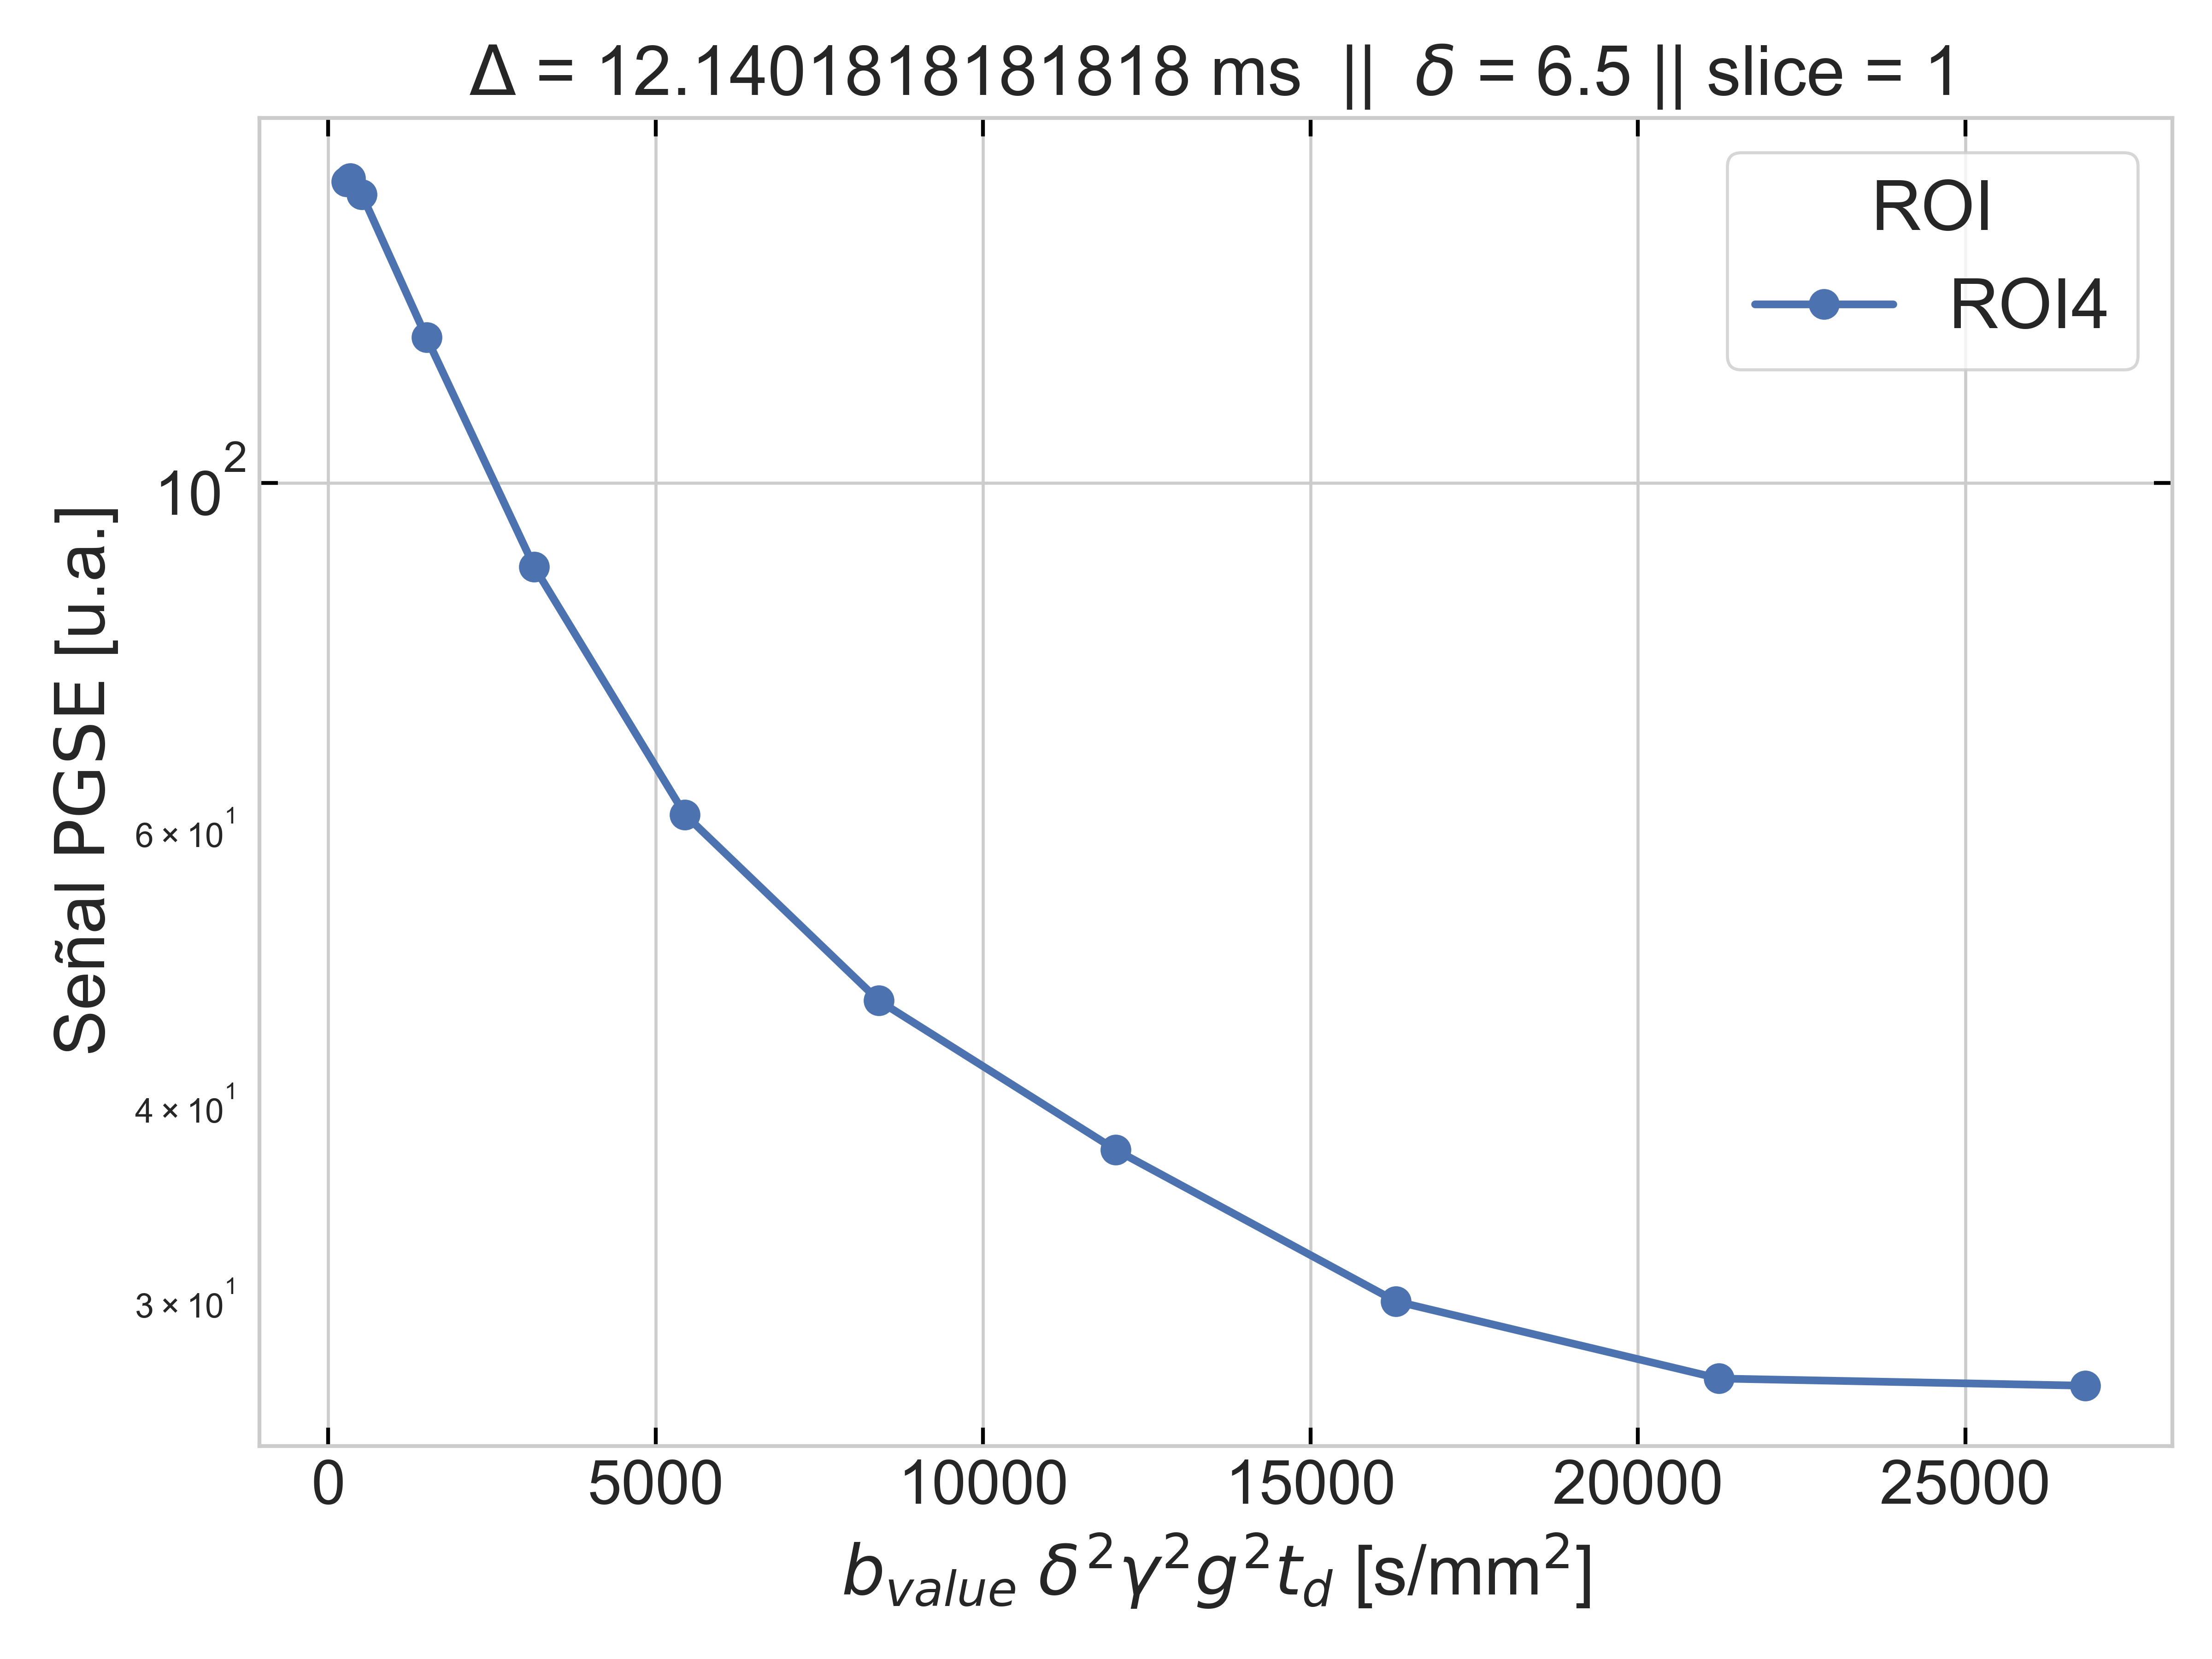 Δ = 12.1401818181818 ms || δ = 6.5 || slice = 1
ROI
ROI4
Señal PGSE [u.a.]
10²
6 × 10¹
4 × 10¹
3 × 10¹
0 5000 10000 15000 20000 25000
b_value δ²γ²g²t_d [s/mm²]